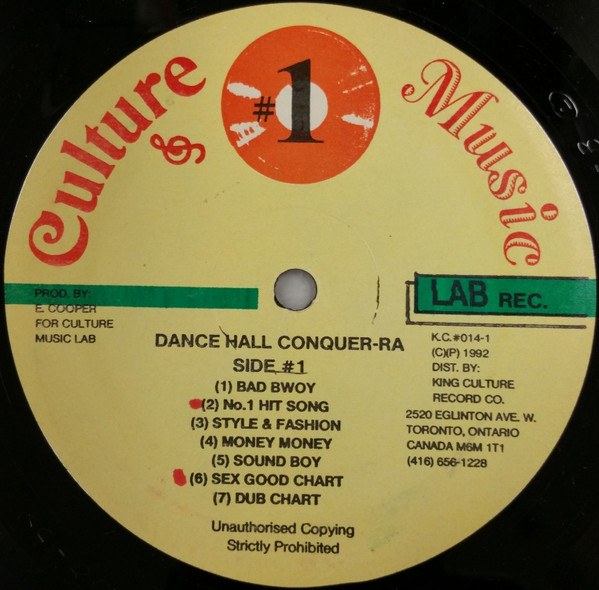 Culture & Music
#1
LAB REC.
PROD. BY:
E. COOPER
FOR CULTURE
MUSIC LAB
DANCE HALL CONQUER-RA
SIDE #1
(1) BAD BWOY
(2) No.1 HIT SONG
(3) STYLE & FASHION
(4) MONEY MONEY
(5) SOUND BOY
(6) SEX GOOD CHART
(7) DUB CHART
K.C.#014-1
(C)(P) 1992
DIST. BY:
KING CULTURE
RECORD CO.
2520 EGLINTON AVE. W.
TORONTO, ONTARIO
CANADA M6M 1T1
(416) 656-1228
Unauthorised Copying
Strictly Prohibited